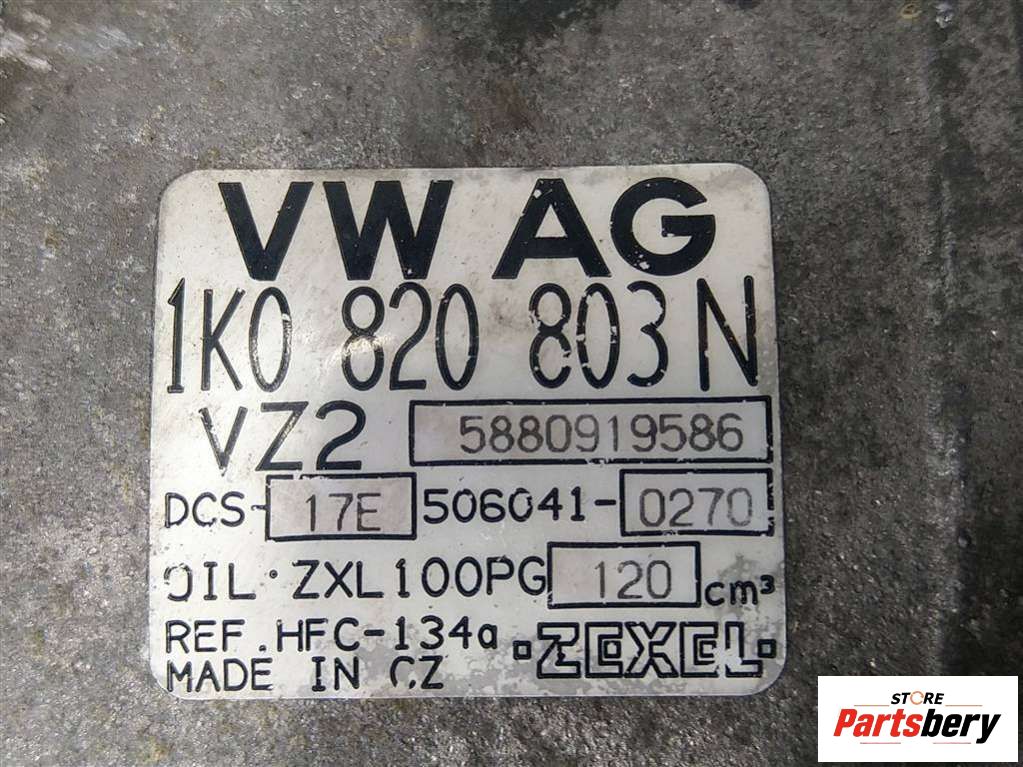 VW AG
1K0 820 803 N
VZ2 5880919586
DCS-17E 506041-0270
OIL · ZXL100PG 120 cm³
REF. HFC-134a ·ZEXEL·
MADE IN CZ
STORE
Partsbery